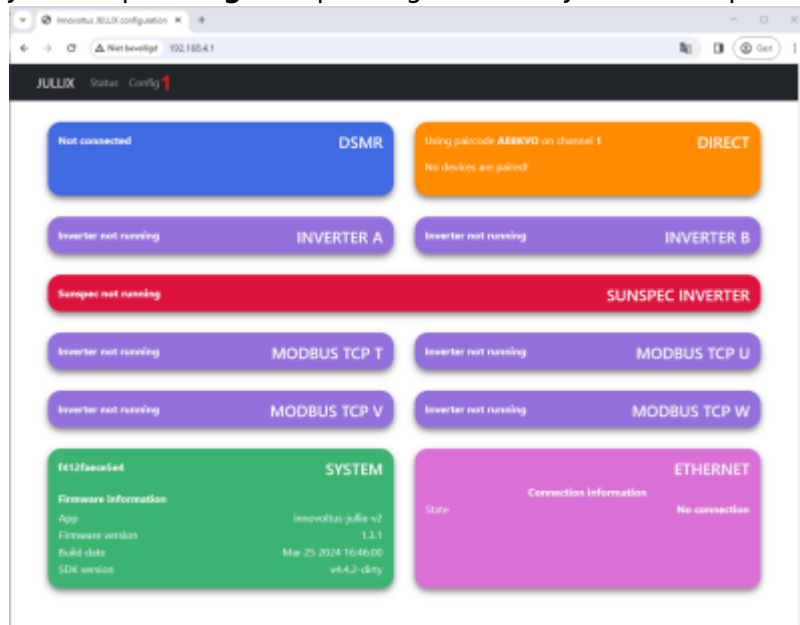 Innovoltus JULLIX configuration
Niet beveiligd 192.168.4.1
Gast
JULLIX Status Config 1
Not connected DSMR
Using paircode on channel 1 DIRECT
No devices are paired!
Inverter not running INVERTER A
Inverter not running INVERTER B
Sunspec not running SUNSPEC INVERTER
Inverter not running MODBUS TCP T
Inverter not running MODBUS TCP U
Inverter not running MODBUS TCP V
Inverter not running MODBUS TCP W
f412faece5e4 SYSTEM
Firmware information
App innovoltus-jullix-v2
Firmware version 1.3.1
Build date Mar 25 2024 16:46:00
SDK version v4.4.2-dirty
ETHERNET
Connection information
State No connection